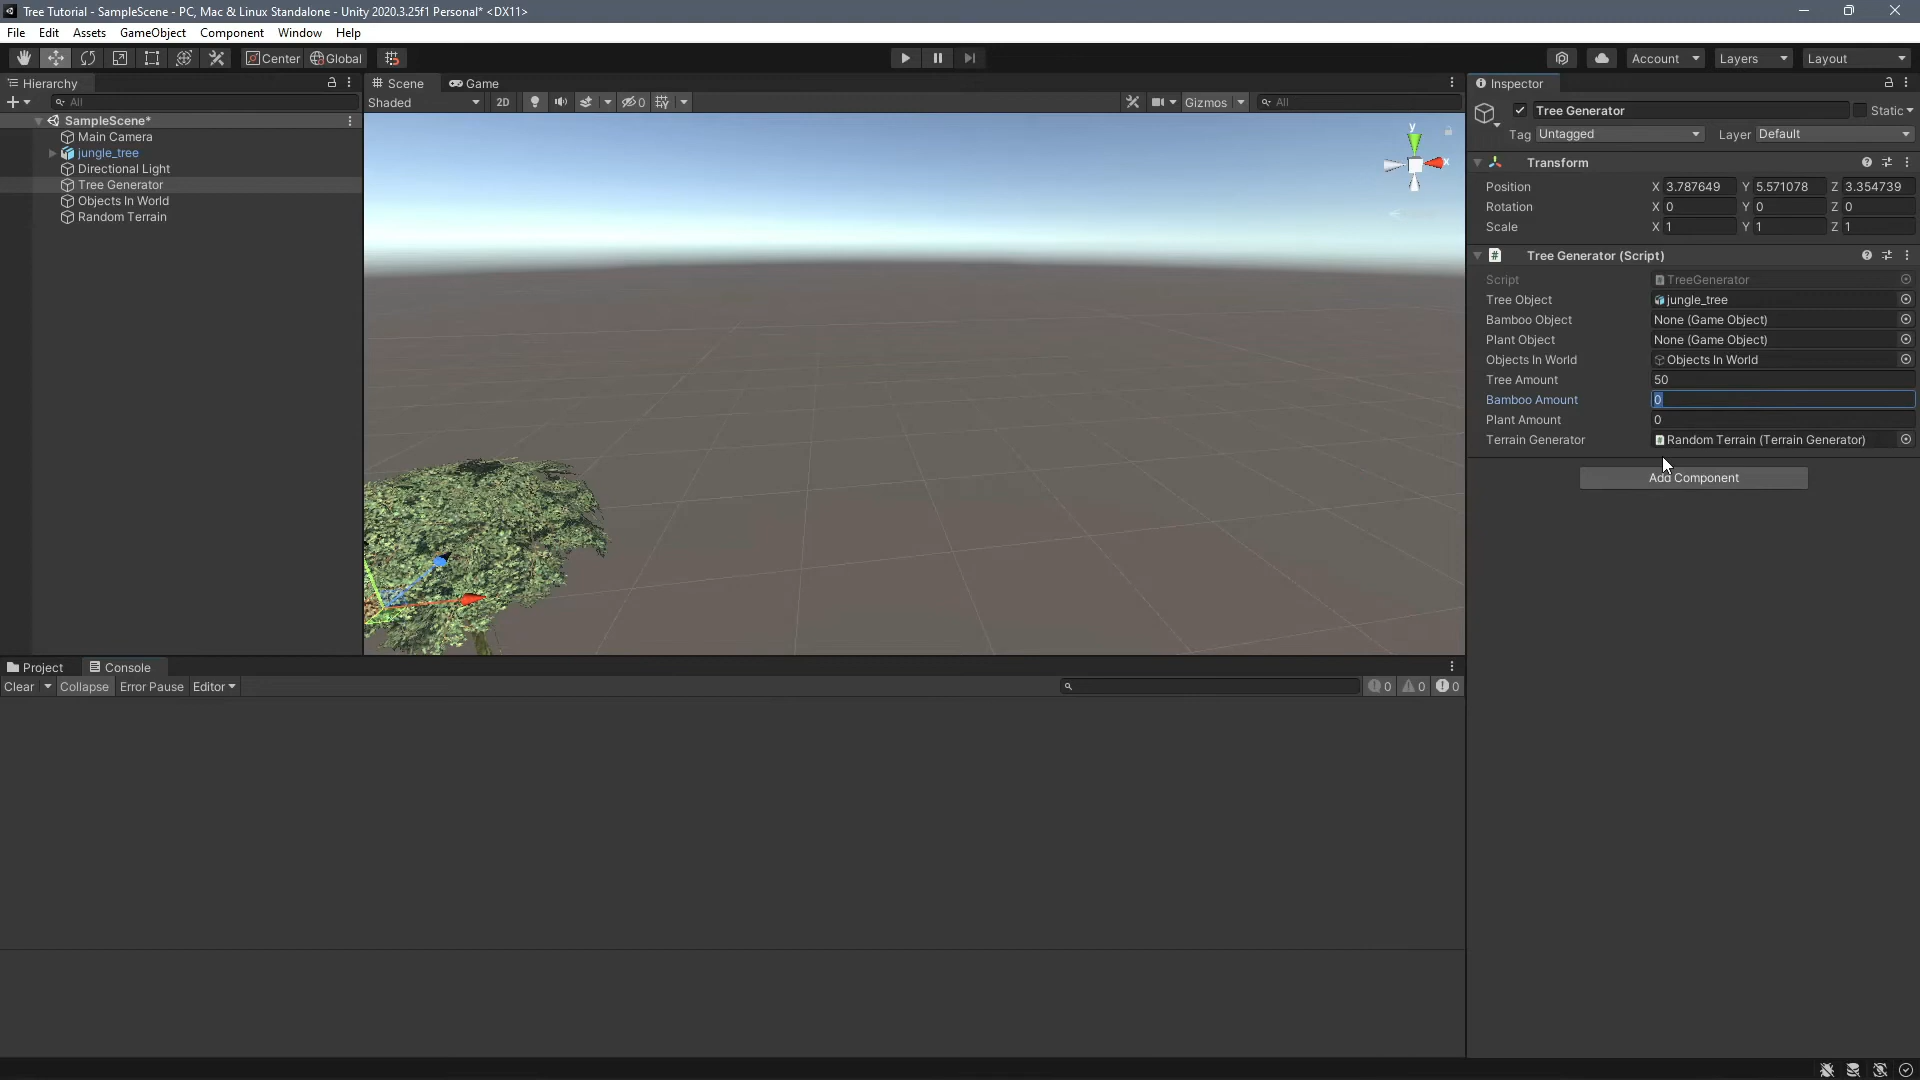 Tree Tutorial - SampleScene - PC, Mac & Linux Standalone - Unity 2020.3.25f1 Personal* <DX11>
File Edit Assets GameObject Component Window Help
Center Global Account Layers Layout
Hierarchy
All
SampleScene*
Main Camera
jungle_tree
Directional Light
Tree Generator
Objects In World
Random Terrain
Scene Game
Shaded 2D 0 Gizmos All
y
x
Project Console
Clear Collapse Error Pause Editor 0 0 0
Inspector
Tree Generator Static
Tag Untagged Layer Default
Transform
Position X 3.787649 Y 5.571078 Z 3.354739
Rotation X 0 Y 0 Z 0
Scale X 1 Y 1 Z 1
Tree Generator (Script)
Script TreeGenerator
Tree Object jungle_tree
Bamboo Object None (Game Object)
Plant Object None (Game Object)
Objects In World Objects In World
Tree Amount 50
Bamboo Amount 0
Plant Amount 0
Terrain Generator Random Terrain (Terrain Generator)
Add Component